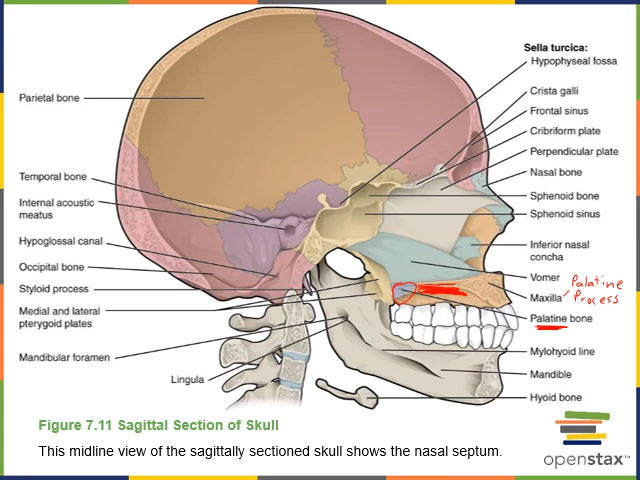 Sella turcica:
Hypophyseal fossa
Crista galli
Frontal sinus
Cribriform plate
Perpendicular plate
Nasal bone
Sphenoid bone
Sphenoid sinus
Inferior nasal
concha
Vomer
Maxilla
Palatine
Process
Palatine bone
Mylohyoid line
Mandible
Hyoid bone
Parietal bone
Temporal bone
Internal acoustic
meatus
Hypoglossal canal
Occipital bone
Styloid process
Medial and lateral
pterygoid plates
Mandibular foramen
Lingula
Figure 7.11 Sagittal Section of Skull
This midline view of the sagittally sectioned skull shows the nasal septum.
openstax™